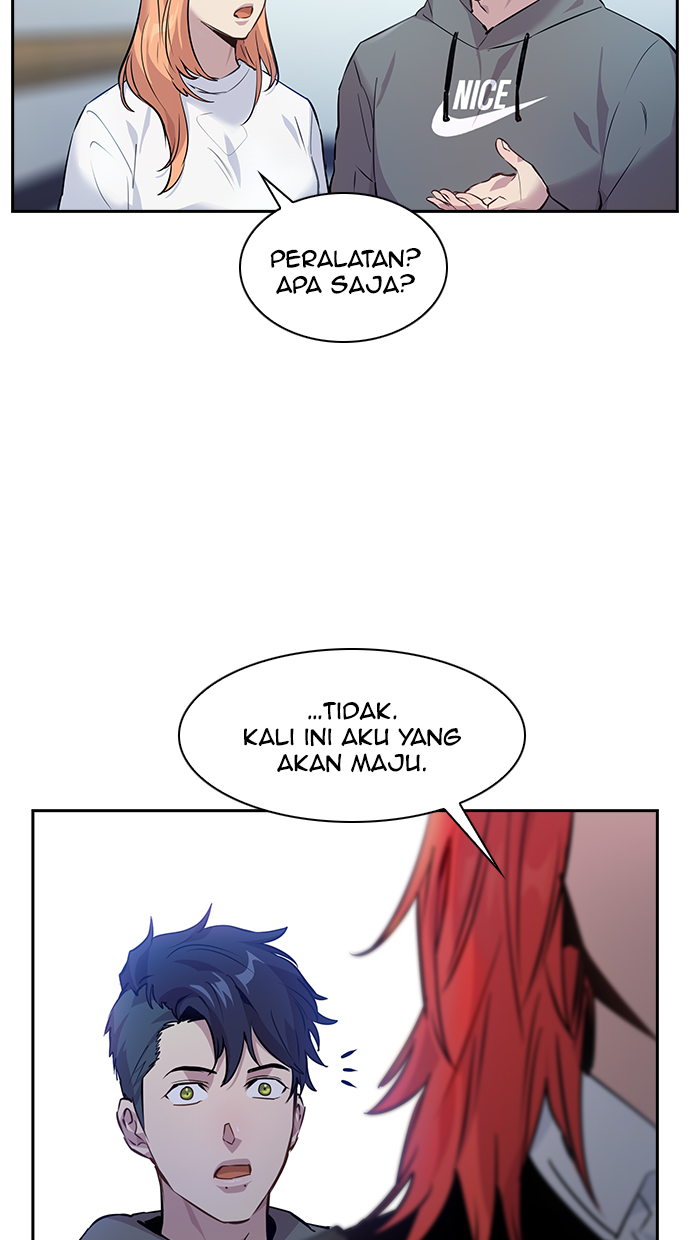 NICE
PERALATAN?
APA SAJA?
...TIDAK.
KALI INI AKU YANG
AKAN MAJU.